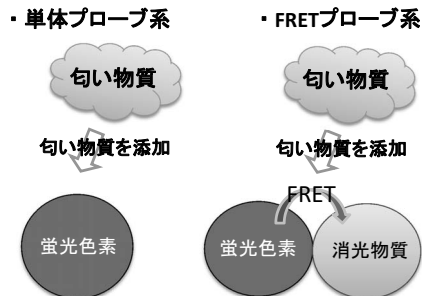 ・単体プローブ系
匂い物質
匂い物質を添加
蛍光色素
・FRETプローブ系
匂い物質
匂い物質を添加
FRET
蛍光色素
消光物質